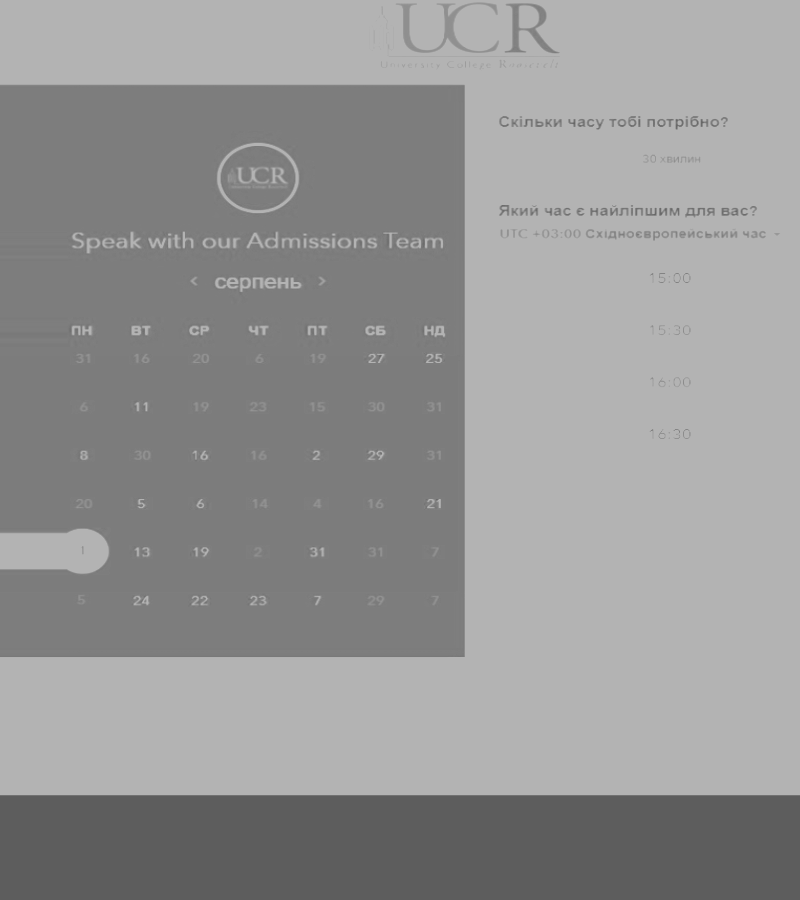 UCR
University College Roosevelt
UCR
Speak with our Admissions Team
< серпень >
ПН ВТ СР ЧТ ПТ СБ НД
31 16 20 6 19 27 25
6 11 19 23 15 30 31
8 30 16 16 2 29 31
20 5 6 14 4 16 21
1 13 19 2 31 31 7
5 24 22 23 7 29 7
Скільки часу тобі потрібно?
30 хвилин
Який час є найліпшим для вас?
UTC +03:00 Східноєвропейський час
15:00
15:30
16:00
16:30